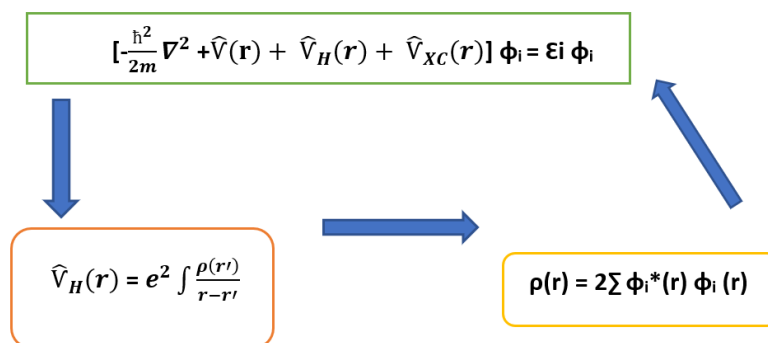 [-ℏ²/2m ∇² +V̂(r) + V̂_H(r) + V̂_XC(r)] ϕᵢ = Ɛi ϕᵢ
V̂_H(r) = e² ∫ ρ(r′)/r−r′
ρ(r) = 2∑ ϕᵢ*(r) ϕᵢ (r)